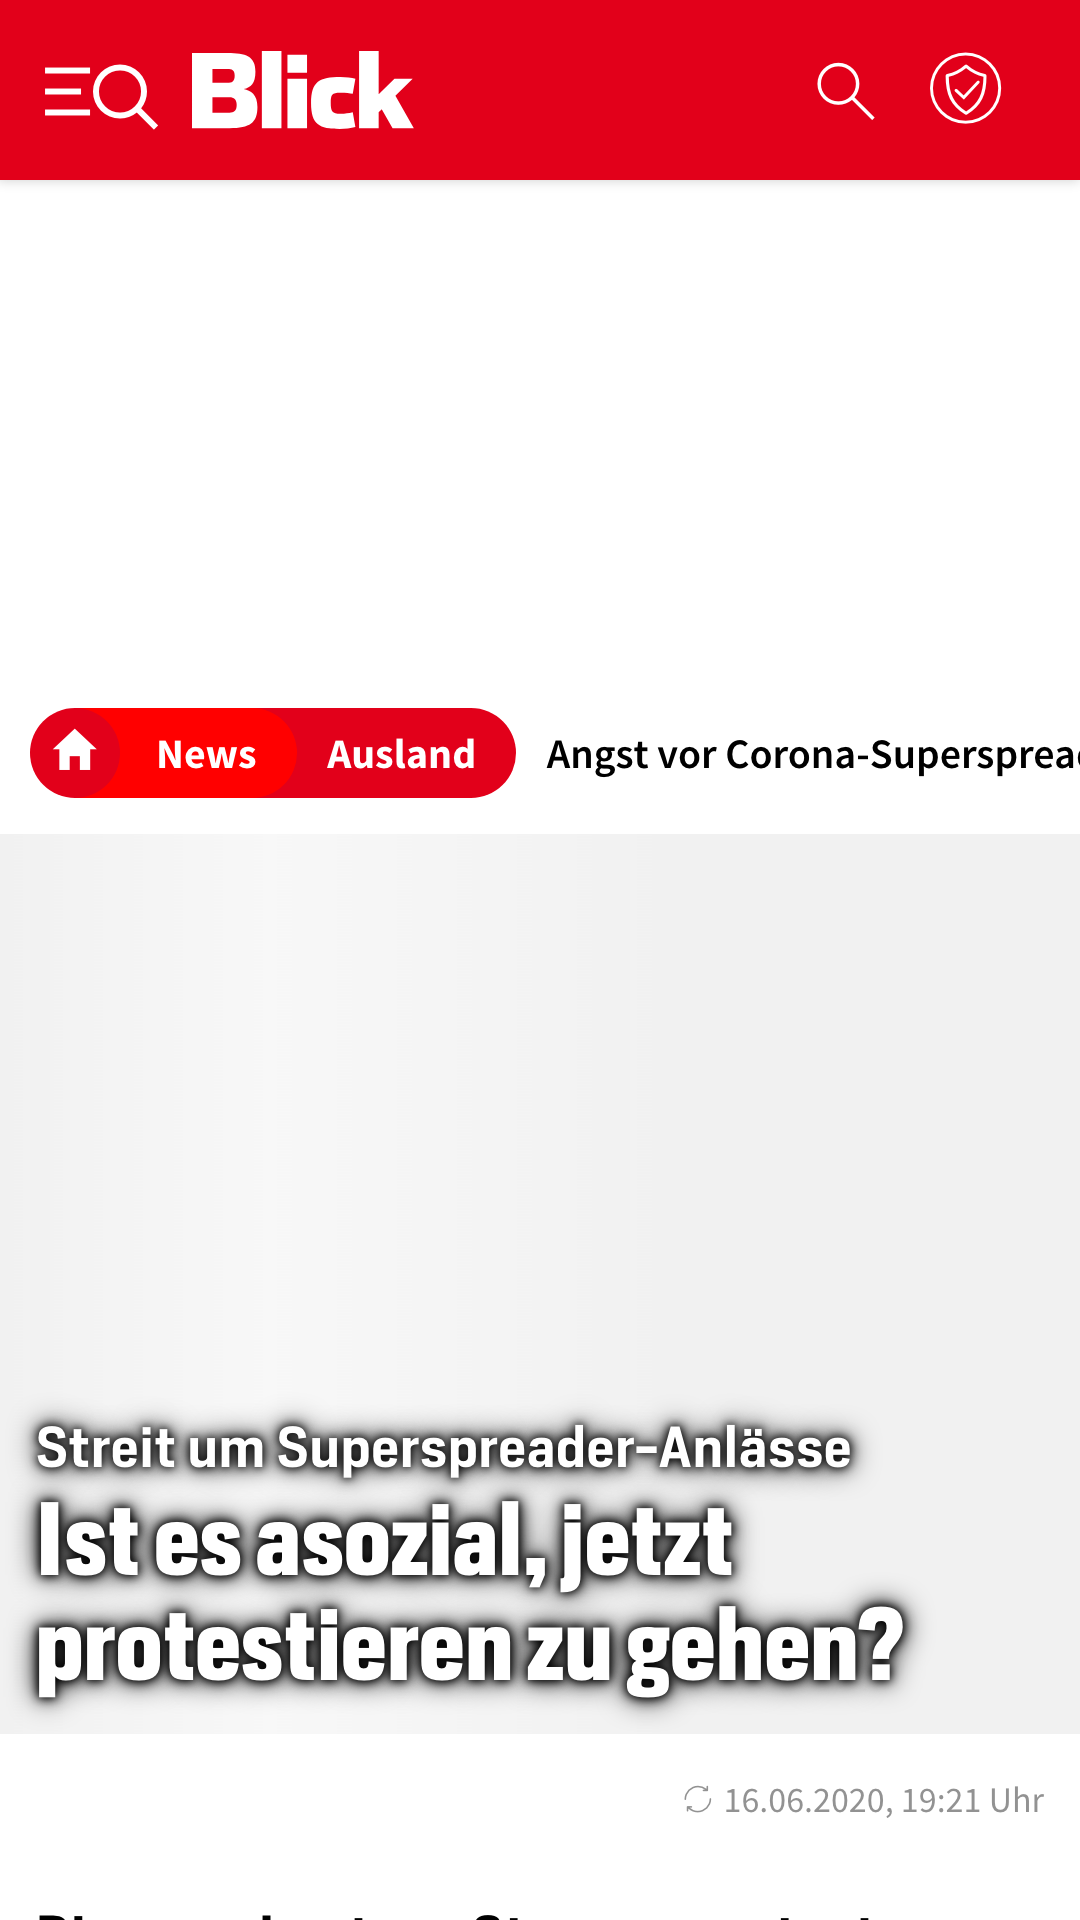 Blick
News Ausland Angst vor Corona-Superspread
Streit um Superspreader-Anlässe
Ist es asozial, jetzt
protestieren zu gehen?
16.06.2020, 19:21 Uhr